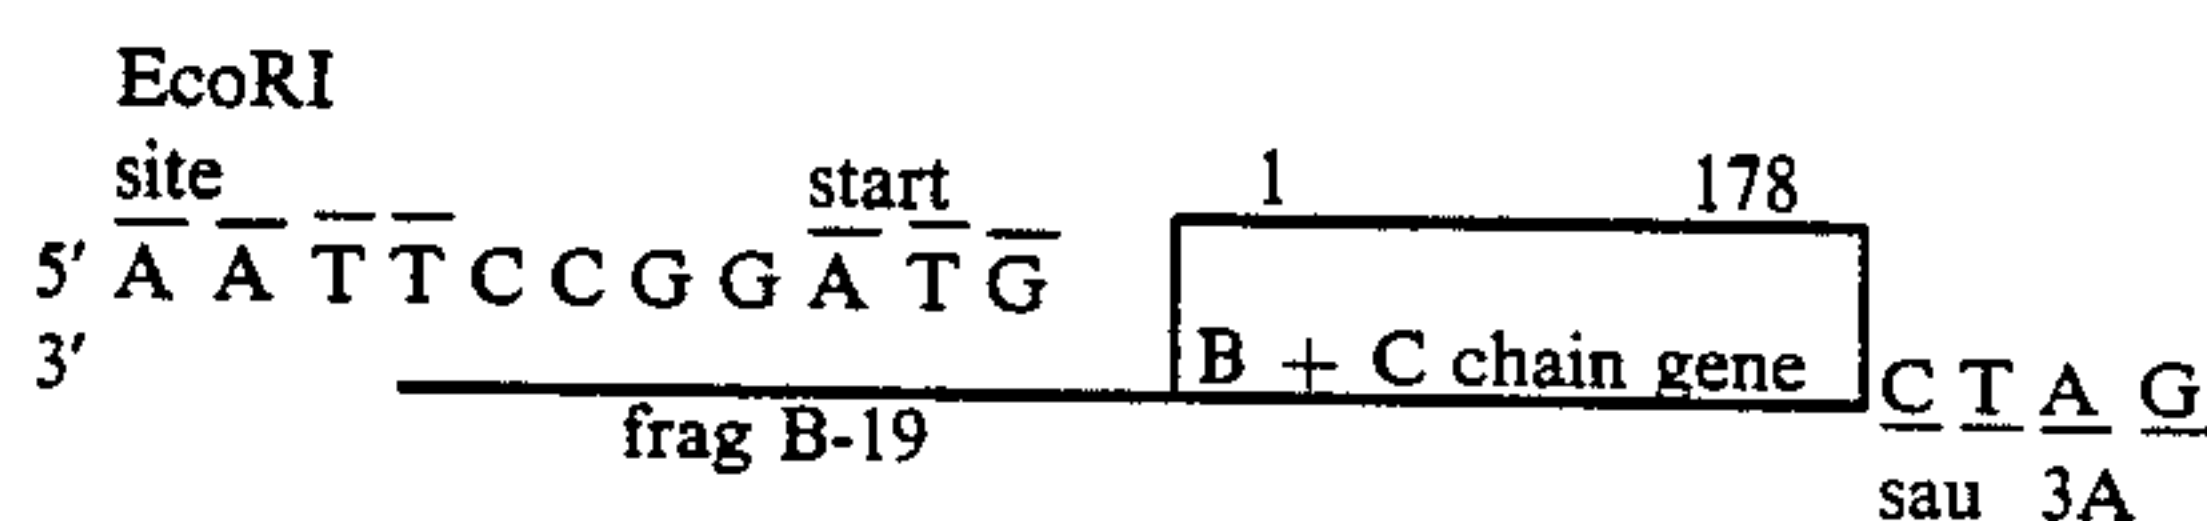 EcoRI
site
start 1 178
5' A A T T C C G G A T G
3'
B + C chain gene
C T A G
frag B-19
sau 3A